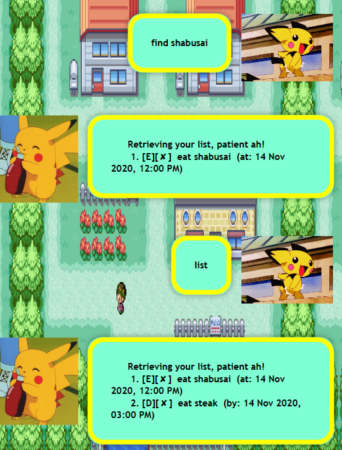 find shabusai
Retrieving your list, patient ah!
1. [E][✘] eat shabusai (at: 14 Nov
2020, 12:00 PM)
list
Retrieving your list, patient ah!
1. [E][✘] eat shabusai (at: 14 Nov
2020, 12:00 PM)
2. [D][✘] eat steak (by: 14 Nov 2020,
03:00 PM)